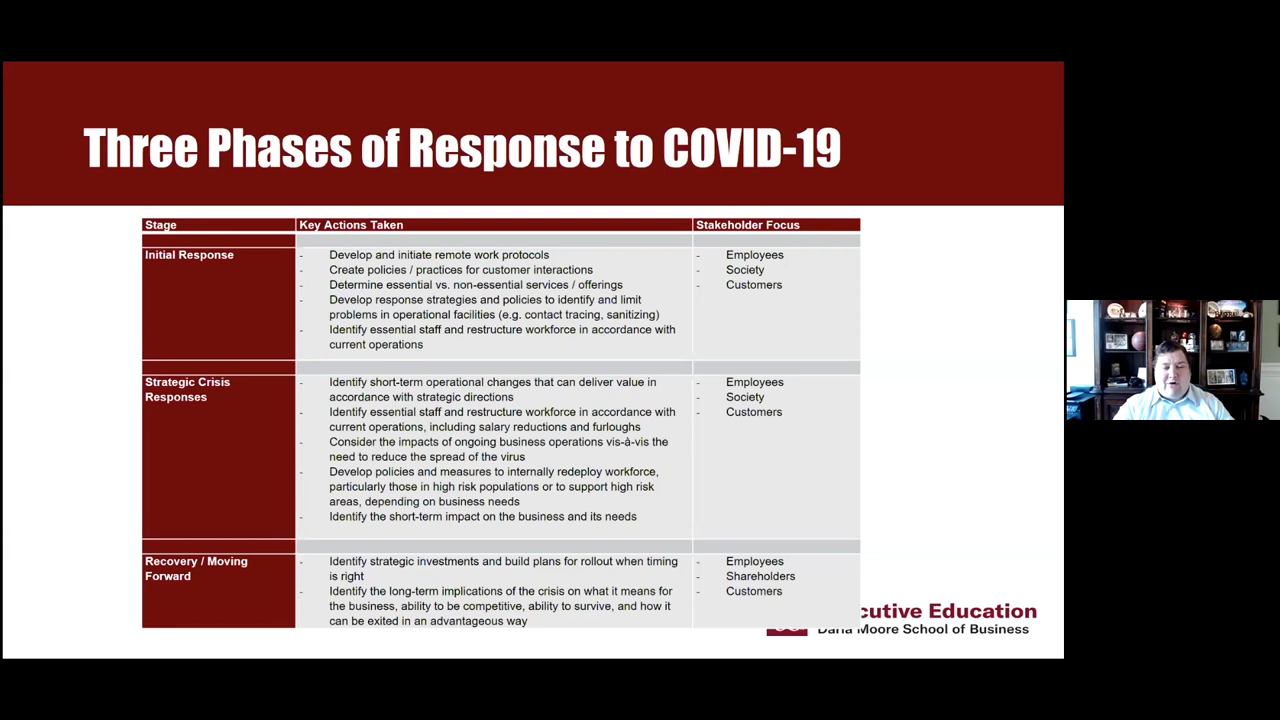 Three Phases of Response to COVID-19
Stage Key Actions Taken Stakeholder Focus
Initial Response
- Develop and initiate remote work protocols
- Create policies / practices for customer interactions
- Determine essential vs. non-essential services / offerings
- Develop response strategies and policies to identify and limit
problems in operational facilities (e.g. contact tracing, sanitizing)
- Identify essential staff and restructure workforce in accordance with
current operations
- Employees
- Society
- Customers
Strategic Crisis
Responses
- Identify short-term operational changes that can deliver value in
accordance with strategic directions
- Identify essential staff and restructure workforce in accordance with
current operations, including salary reductions and furloughs
- Consider the impacts of ongoing business operations vis-à-vis the
need to reduce the spread of the virus
- Develop policies and measures to internally redeploy workforce,
particularly those in high risk populations or to support high risk
areas, depending on business needs
- Identify the short-term impact on the business and its needs
- Employees
- Society
- Customers
Recovery / Moving
Forward
- Identify strategic investments and build plans for rollout when timing
is right
- Identify the long-term implications of the crisis on what it means for
the business, ability to be competitive, ability to survive, and how it
can be exited in an advantageous way
- Employees
- Shareholders
- Customers
cutive Education
Darla Moore School of Business